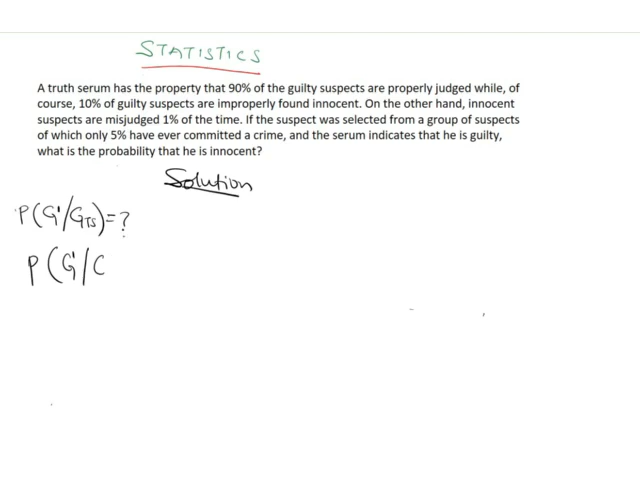 STATISTICS
A truth serum has the property that 90% of the guilty suspects are properly judged while, of
course, 10% of guilty suspects are improperly found innocent. On the other hand, innocent
suspects are misjudged 1% of the time. If the suspect was selected from a group of suspects
of which only 5% have ever committed a crime, and the serum indicates that he is guilty,
what is the probability that he is innocent?
Solution
P(G'/G_TS)=?
P(G'/C